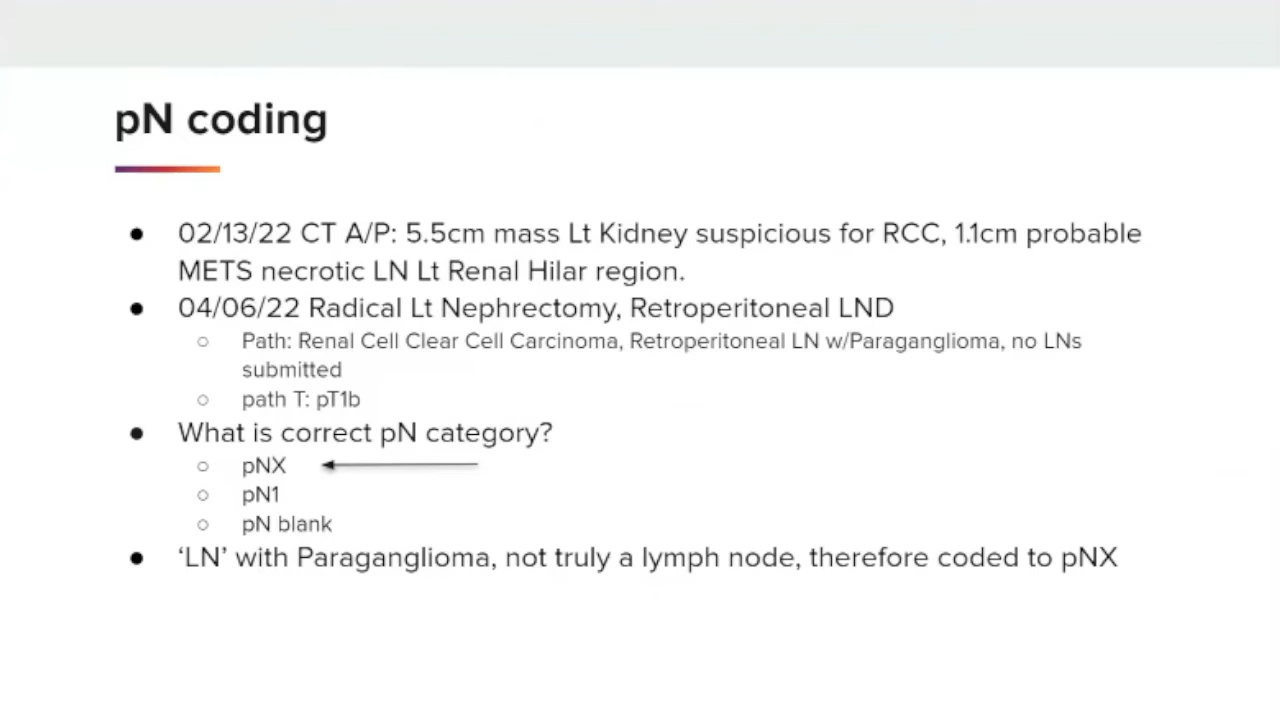 pN coding
● 02/13/22 CT A/P: 5.5cm mass Lt Kidney suspicious for RCC, 1.1cm probable
METS necrotic LN Lt Renal Hilar region.
● 04/06/22 Radical Lt Nephrectomy, Retroperitoneal LND
○ Path: Renal Cell Clear Cell Carcinoma, Retroperitoneal LN w/Paraganglioma, no LNs
submitted
○ path T: pT1b
● What is correct pN category?
○ pNX
○ pN1
○ pN blank
● ‘LN’ with Paraganglioma, not truly a lymph node, therefore coded to pNX